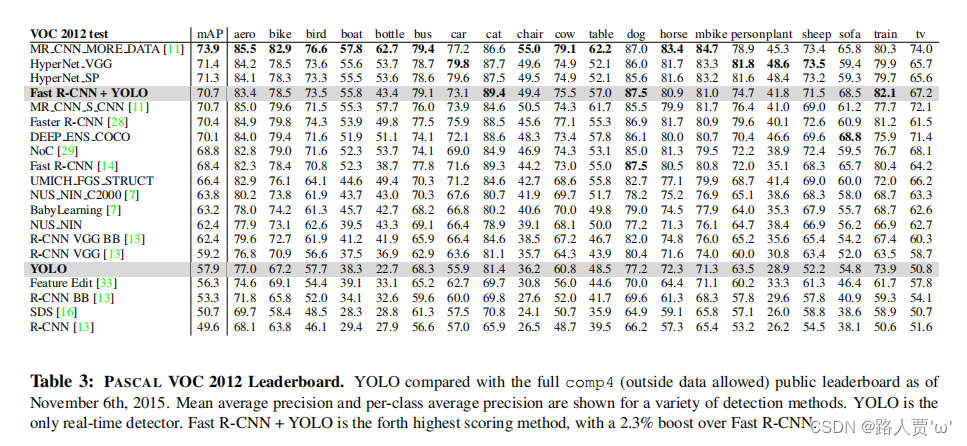 VOC 2012 test mAP aero bike bird boat bottle bus car cat chair cow table dog horse mbike personplant sheep sofa train tv
MR_CNN_MORE_DATA [11] 73.9 85.5 82.9 76.6 57.8 62.7 79.4 77.2 86.6 55.0 79.1 62.2 87.0 83.4 84.7 78.9 45.3 73.4 65.8 80.3 74.0
HyperNet_VGG 71.4 84.2 78.5 73.6 55.6 53.7 78.7 79.8 87.7 49.6 74.9 52.1 86.0 81.7 83.3 81.8 48.6 73.5 59.4 79.9 65.7
HyperNet_SP 71.3 84.1 78.3 73.3 55.5 53.6 78.6 79.6 87.5 49.5 74.9 52.1 85.6 81.6 83.2 81.6 48.4 73.2 59.3 79.7 65.6
Fast R-CNN + YOLO 70.7 83.4 78.5 73.5 55.8 43.4 79.1 73.1 89.4 49.4 75.5 57.0 87.5 80.9 81.0 74.7 41.8 71.5 68.5 82.1 67.2
MR_CNN_S_CNN [11] 70.7 85.0 79.6 71.5 55.3 57.7 76.0 73.9 84.6 50.5 74.3 61.7 85.5 79.9 81.7 76.4 41.0 69.0 61.2 77.7 72.1
Faster R-CNN [28] 70.4 84.9 79.8 74.3 53.9 49.8 77.5 75.9 88.5 45.6 77.1 55.3 86.9 81.7 80.9 79.6 40.1 72.6 60.9 81.2 61.5
DEEP_ENS_COCO 70.1 84.0 79.4 71.6 51.9 51.1 74.1 72.1 88.6 48.3 73.4 57.8 86.1 80.0 80.7 70.4 46.6 69.6 68.8 75.9 71.4
NoC [29] 68.8 82.8 79.0 71.6 52.3 53.7 74.1 69.0 84.9 46.9 74.3 53.1 85.0 81.3 79.5 72.2 38.9 72.4 59.5 76.7 68.1
Fast R-CNN [14] 68.4 82.3 78.4 70.8 52.3 38.7 77.8 71.6 89.3 44.2 73.0 55.0 87.5 80.5 80.8 72.0 35.1 68.3 65.7 80.4 64.2
UMICH_FGS_STRUCT 66.4 82.9 76.1 64.1 44.6 49.4 70.3 71.2 84.6 42.7 68.6 55.8 82.7 77.1 79.9 68.7 41.4 69.0 60.0 72.0 66.2
NUS_NIN_C2000 [7] 63.8 80.2 73.8 61.9 43.7 43.0 70.3 67.6 80.7 41.9 69.7 51.7 78.2 75.2 76.9 65.1 38.6 68.3 58.0 68.7 63.3
BabyLearning [7] 63.2 78.0 74.2 61.3 45.7 42.7 68.2 66.8 80.2 40.6 70.0 49.8 79.0 74.5 77.9 64.0 35.3 67.9 55.7 68.7 62.6
NUS_NIN 62.4 77.9 73.1 62.6 39.5 43.3 69.1 66.4 78.9 39.1 68.1 50.0 77.2 71.3 76.1 64.7 38.4 66.9 56.2 66.9 62.7
R-CNN VGG BB [13] 62.4 79.6 72.7 61.9 41.2 41.9 65.9 66.4 84.6 38.5 67.2 46.7 82.0 74.8 76.0 65.2 35.6 65.4 54.2 67.4 60.3
R-CNN VGG [13] 59.2 76.8 70.9 56.6 37.5 36.9 62.9 63.6 81.1 35.7 64.3 43.9 80.4 71.6 74.0 60.0 30.8 63.4 52.0 63.5 58.7
YOLO 57.9 77.0 67.2 57.7 38.3 22.7 68.3 55.9 81.4 36.2 60.8 48.5 77.2 72.3 71.3 63.5 28.9 52.2 54.8 73.9 50.8
Feature Edit [33] 56.3 74.6 69.1 54.4 39.1 33.1 65.2 62.7 69.7 30.8 56.0 44.6 70.0 64.4 71.1 60.2 33.3 61.3 46.4 61.7 57.8
R-CNN BB [13] 53.3 71.8 65.8 52.0 34.1 32.6 59.6 60.0 69.8 27.6 52.0 41.7 69.6 61.3 68.3 57.8 29.6 57.8 40.9 59.3 54.1
SDS [16] 50.7 69.7 58.4 48.5 28.3 28.8 61.3 57.5 70.8 24.1 50.7 35.9 64.9 59.1 65.8 57.1 26.0 58.8 38.6 58.9 50.7
R-CNN [13] 49.6 68.1 63.8 46.1 29.4 27.9 56.6 57.0 65.9 26.5 48.7 39.5 66.2 57.3 65.4 53.2 26.2 54.5 38.1 50.6 51.6
Table 3: PASCAL VOC 2012 Leaderboard. YOLO compared with the full comp4 (outside data allowed) public leaderboard as of
November 6th, 2015. Mean average precision and per-class average precision are shown for a variety of detection methods. YOLO is the
only real-time detector. Fast R-CNN + YOLO is the forth highest scoring method, with a 2.3% boost over Fast R-CNN.
CSDN @路人贾'ω'